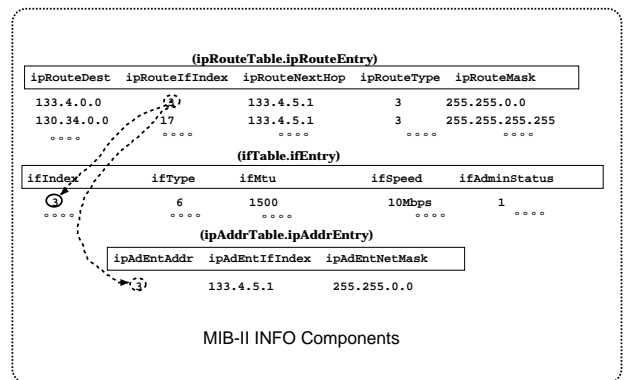 (ipRouteTable.ipRouteEntry)
ipRouteDest ipRouteIfIndex ipRouteNextHop ipRouteType ipRouteMask
133.4.0.0 3 133.4.5.1 3 255.255.0.0
130.34.0.0 17 133.4.5.1 3 255.255.255.255
(ifTable.ifEntry)
ifIndex ifType ifMtu ifSpeed ifAdminStatus
3 6 1500 10Mbps 1
(ipAddrTable.ipAddrEntry)
ipAdEntAddr ipAdEntIfIndex ipAdEntNetMask
3 133.4.5.1 255.255.0.0
MIB-II INFO Components